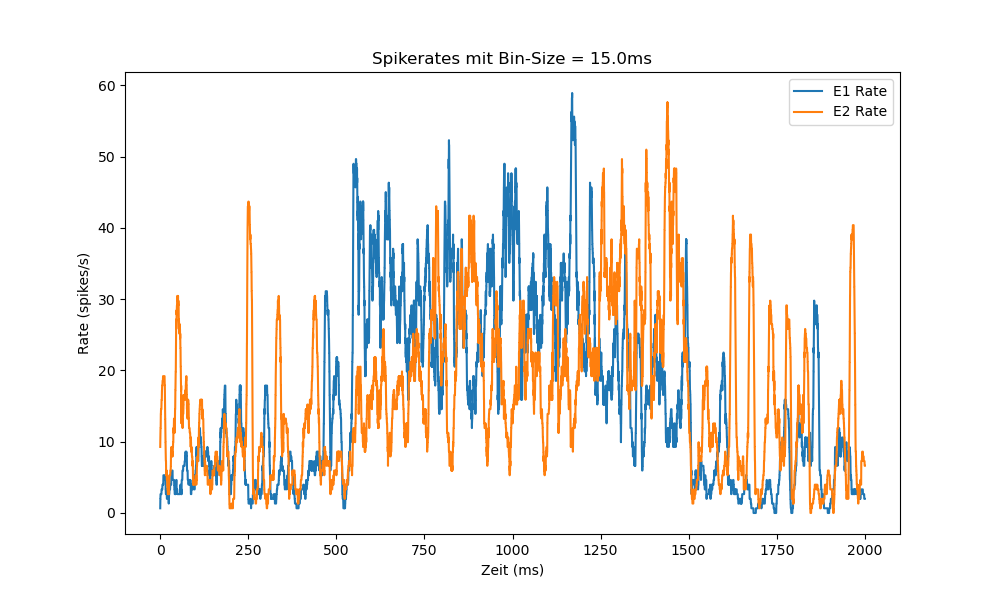 Spikerates mit Bin-Size = 15.0ms
E1 Rate
E2 Rate
60
50
40
30
20
10
0
Rate (spikes/s)
0 250 500 750 1000 1250 1500 1750 2000
Zeit (ms)